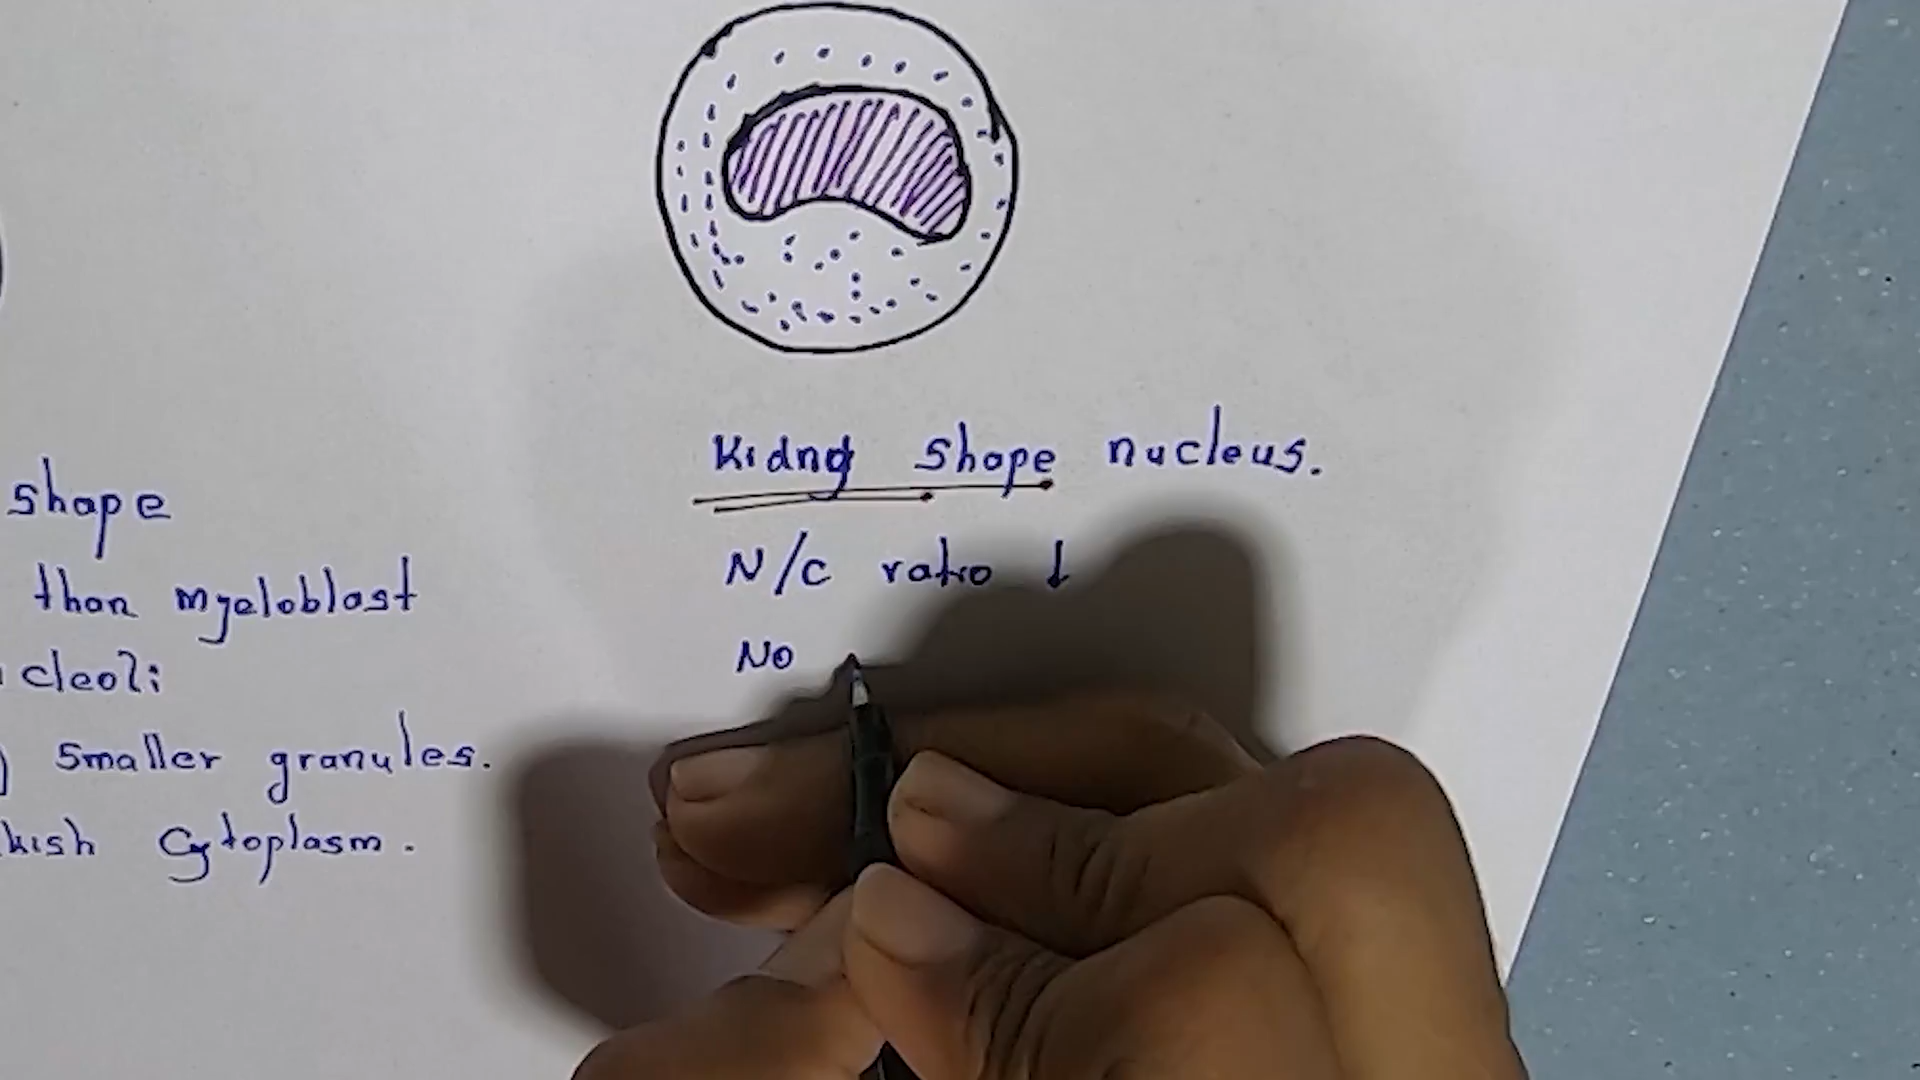 shape
than myeloblast
cleoli
smaller granules.
kish Cytoplasm.
Kidny shape nucleus.
N/C ratio ↓
No